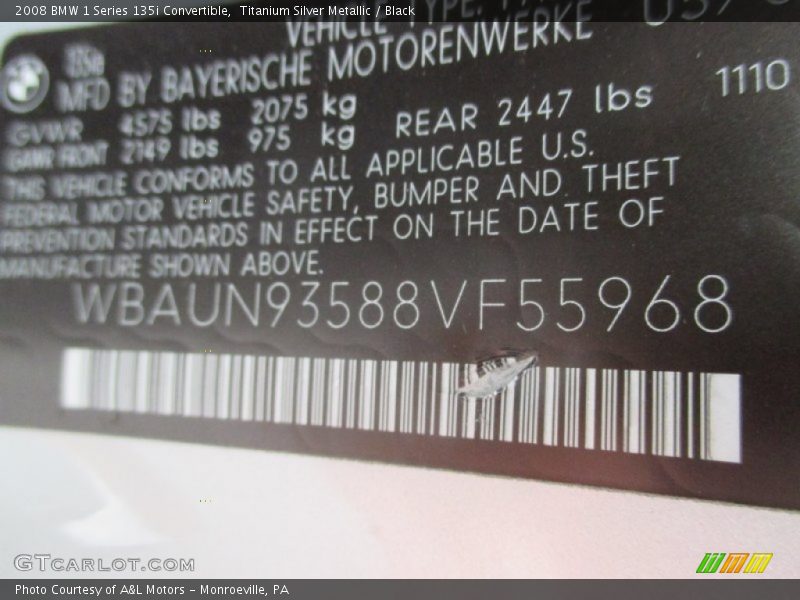 2008 BMW 1 Series 135i Convertible, Titanium Silver Metallic / Black
VEHICLE TYPE:
MFD BY BAYERISCHE MOTORENWERKE
1110
GVWR 4575 lbs 2075 kg
GAWR FRONT 2149 lbs 975 kg REAR 2447 lbs
THIS VEHICLE CONFORMS TO ALL APPLICABLE U.S.
FEDERAL MOTOR VEHICLE SAFETY, BUMPER AND THEFT
PREVENTION STANDARDS IN EFFECT ON THE DATE OF
MANUFACTURE SHOWN ABOVE.
WBAUN93588VF55968
GTCARLOT.COM
Photo Courtesy of A&L Motors – Monroeville, PA